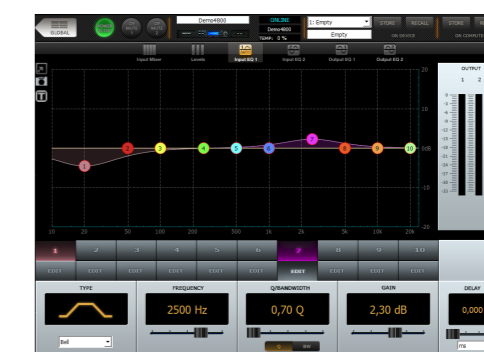 GLOBAL
POWER ON/OFF
MUTE
MUTE
Demo4800
ONLINE
Demo4800
TEMP: 0 %
1: Empty
Empty
STORE
RECALL
ON DEVICE
STORE
ON COMPUTE
Input Mixer
Levels
Input EQ 1
Input EQ 2
Output EQ 1
Output EQ 2
T
20
10
0dB
-10
-20
1
2
3
4
5
6
7
8
9
10
10
20
50
100
200
500
1k
2k
5k
10k
20k
OUTPUT
1 2
1
2
3
4
5
6
7
8
9
10
EDIT
EDIT
EDIT
EDIT
EDIT
EDIT
EDIT
EDIT
EDIT
EDIT
TYPE
FREQUENCY
Q/BANDWIDTH
GAIN
DELAY
2500 Hz
0,70 Q
2,30 dB
0,000
Bell
Q
BW
ms